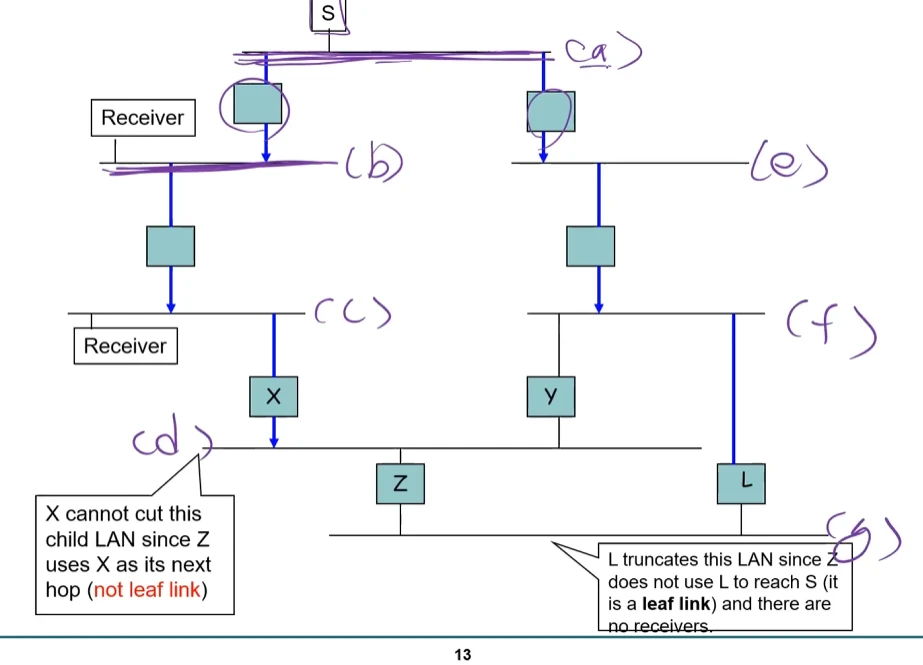 S
(a)
Receiver
(b)
(e)
(c)
(f)
Receiver
X
Y
(d)
Z
L
(g)
X cannot cut this
child LAN since Z
uses X as its next
hop (not leaf link)
L truncates this LAN since Z
does not use L to reach S (it
is a leaf link) and there are
no receivers.
13